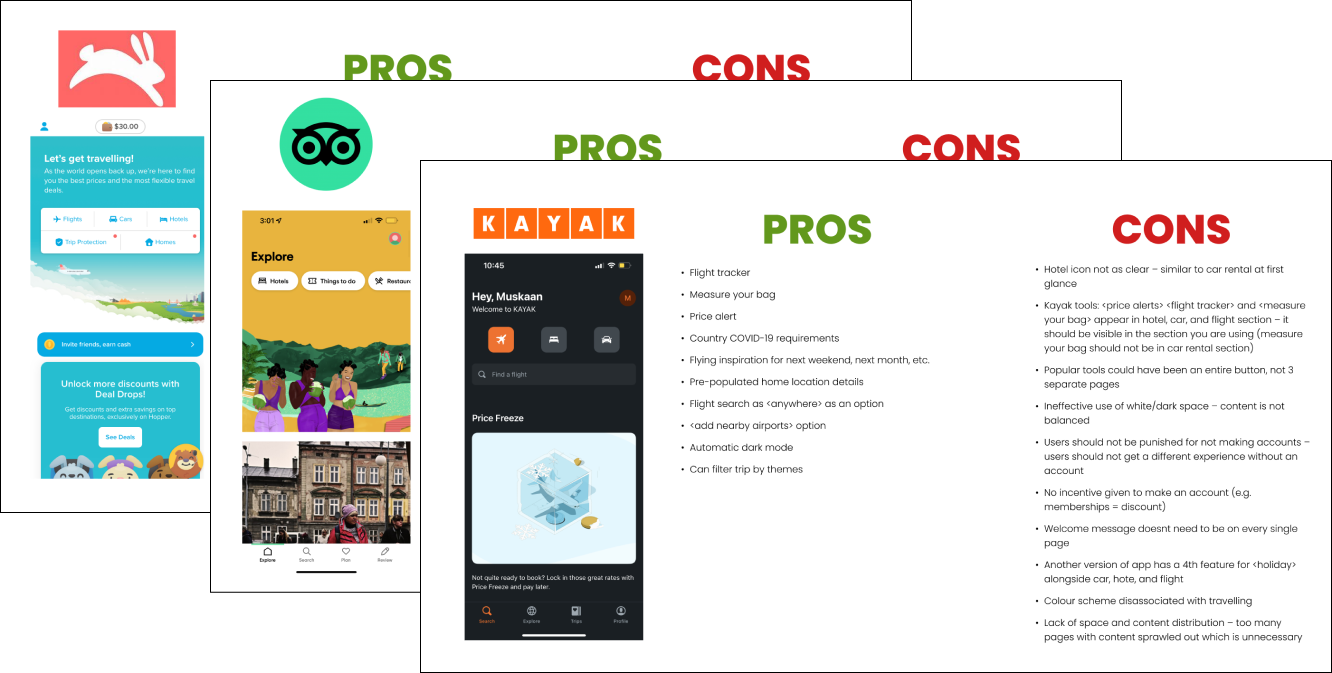 PROS
CONS
$30.00
Let's get travelling!
As the world opens back up, we're here to find
you the best prices and the most flexible travel
deals.
Flights
Cars
Hotels
Trip Protection
Homes
Invite friends, earn cash
Unlock more discounts with
Deal Drops!
Get discounts and extra savings on top
destinations, exclusively on Hopper.
See Deals
PROS
CONS
3:01
Explore
Hotels
Things to do
Explore
Search
Plan
Review
KAYAK
PROS
CONS
10:45
Hey, Muskaan
M
Welcome to KAYAK
Find a flight
Price Freeze
Not quite ready to book? Lock in those great rates with
Price Freeze and pay later.
Search
Explore
Trips
Profile
• Flight tracker
• Measure your bag
• Price alert
• Country COVID-19 requirements
• Flying inspiration for next weekend, next month, etc.
• Pre-populated home location details
• Flight search as <anywhere> as an option
• <add nearby airports> option
• Automatic dark mode
• Can filter trip by themes
• Hotel icon not as clear – similar to car rental at first
glance
• Kayak tools: <price alerts> <flight tracker> and <measure
your bag> appear in hotel, car, and flight section – it
should be visible in the section you are using (measure
your bag should not be in car rental section)
• Popular tools could have been an entire button, not 3
separate pages
• Ineffective use of white/dark space – content is not
balanced
• Users should not be punished for not making accounts –
users should not get a different experience without an
account
• No incentive given to make an account (e.g.
memberships = discount)
• Welcome message doesnt need to be on every single
page
• Another version of app has a 4th feature for <holiday>
alongside car, hote, and flight
• Colour scheme disassociated with travelling
• Lack of space and content distribution – too many
pages with content sprawled out which is unnecessary